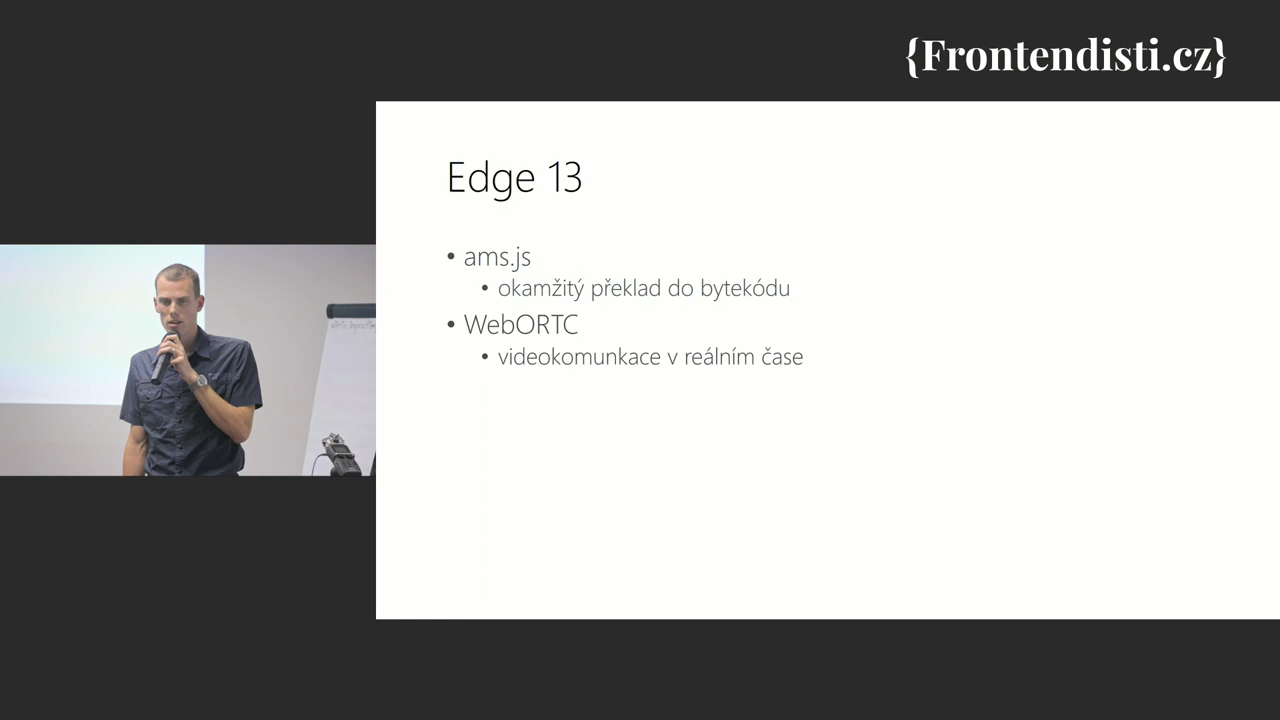 {Frontendisti.cz}
Edge 13
• ams.js
• okamžitý překlad do bytekódu
• WebORTC
• videokomunkace v reálním čase